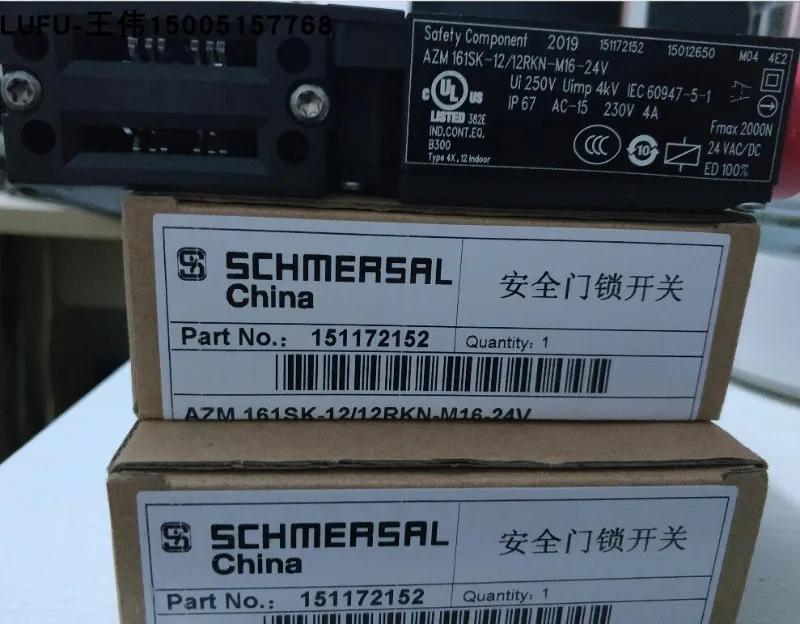 LUFU-王伟15005157768
Safety Component 2019 151172152 15012650 M04 4E2
AZM 161SK-12/12RKN-M16-24V
Ui 250V Uimp 4kV IEC 60947-5-1
IP 67 AC-15 230V 4A
Fmax 2000N
24 VAC/DC
ED 100%
c UL US
LISTED 382E
IND.CONT.EQ.
B300
Type 4X, 12 Indoor
CCC
10
SCHMERSAL
China
安全门锁开关
Part No.: 151172152 Quantity: 1
AZM 161SK-12/12RKN-M16-24V
SCHMERSAL
China
安全门锁开关
Part No.: 151172152 Quantity: 1